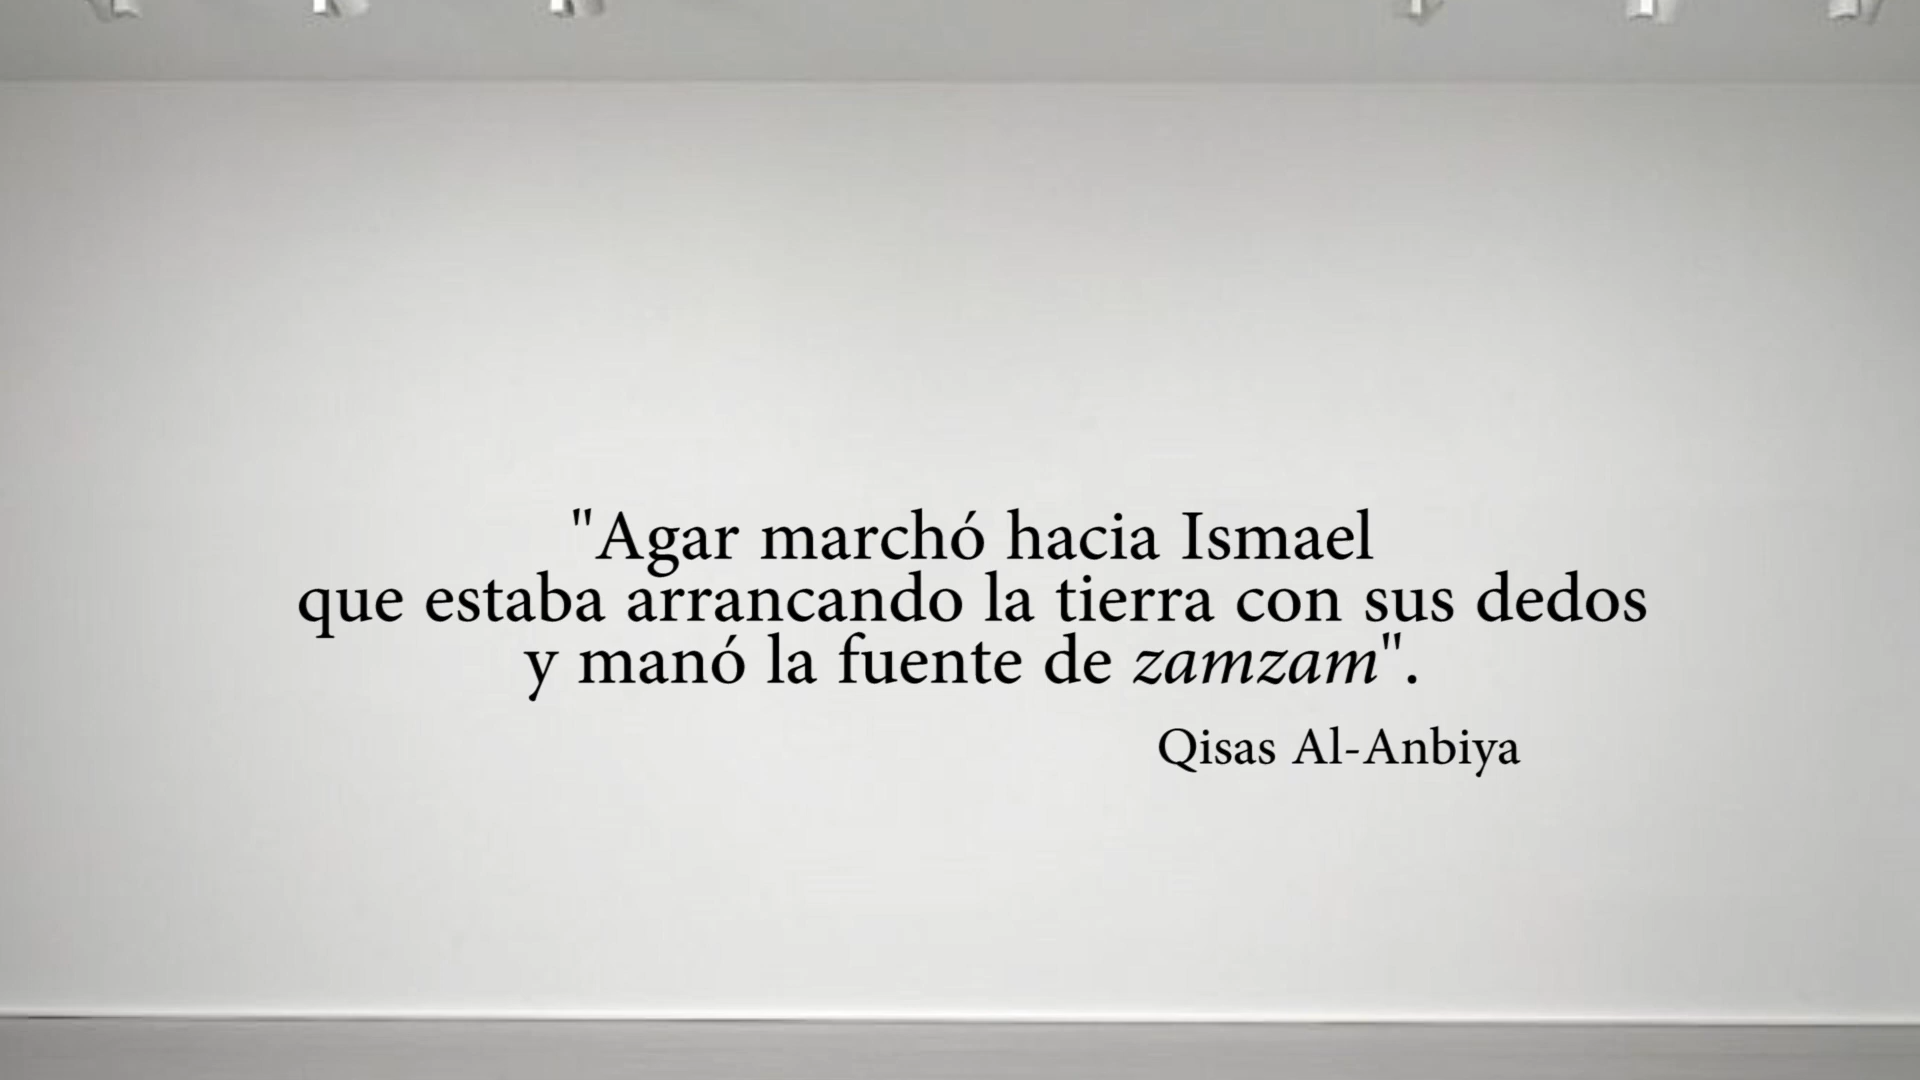 "Agar marchó hacia Ismael
que estaba arrancando la tierra con sus dedos
y manó la fuente de zamzam".
Qisas Al-Anbiya